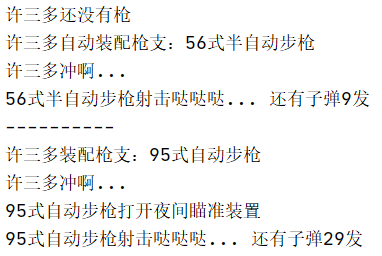 许三多还没有枪
许三多自动装配枪支：56式半自动步枪
许三多冲啊...
56式半自动步枪射击哒哒哒... 还有子弹9发
----------
许三多装配枪支：95式自动步枪
许三多冲啊...
95式自动步枪打开夜间瞄准装置
95式自动步枪射击哒哒哒... 还有子弹29发